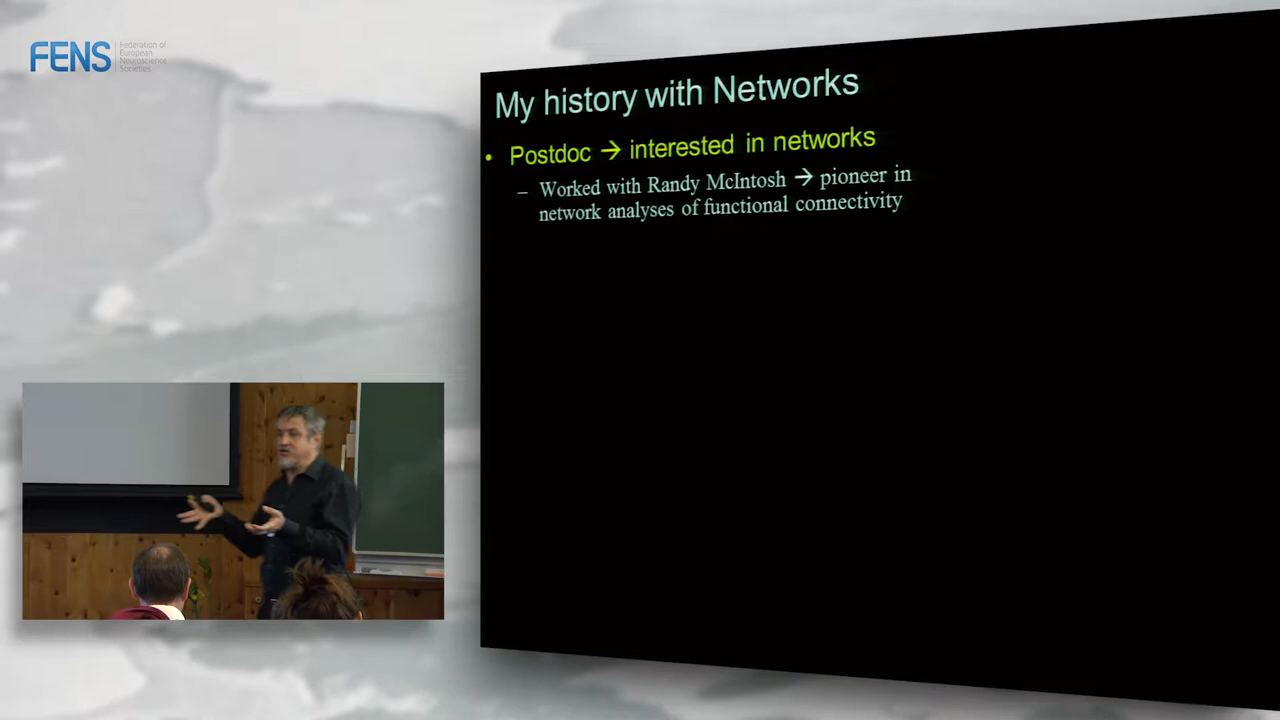 FENS
Federation of
European
Neuroscience
Societies
My history with Networks
• Postdoc → interested in networks
– Worked with Randy McIntosh → pioneer in
network analyses of functional connectivity